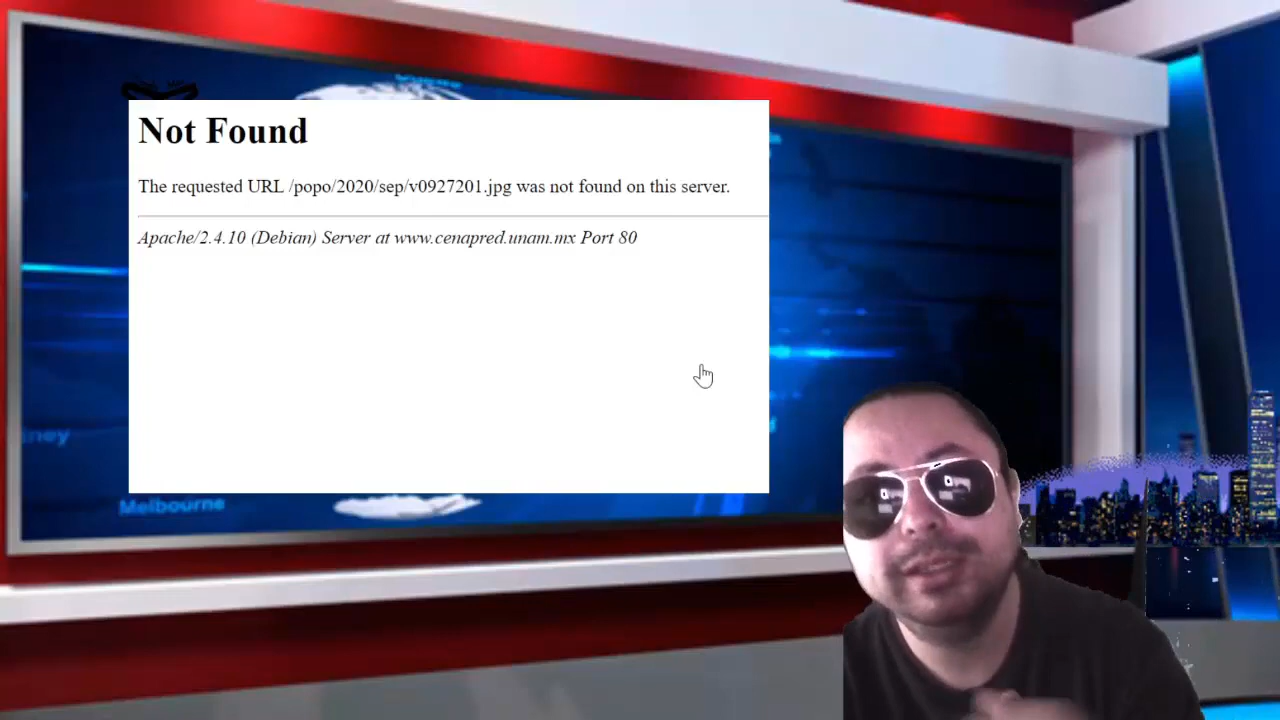 Not Found
The requested URL /popo/2020/sep/v0927201.jpg was not found on this server.
Apache/2.4.10 (Debian) Server at www.cenapred.unam.mx Port 80
Melbourne